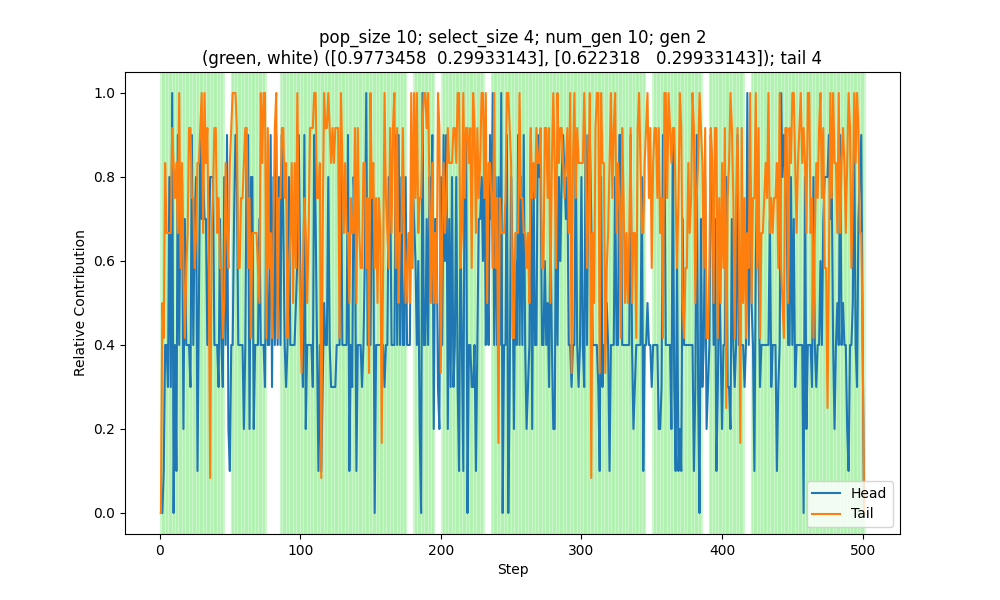 pop_size 10; select_size 4; num_gen 10; gen 2
(green, white) ([0.9773458  0.29933143], [0.622318   0.29933143]); tail 4
1.0
0.8
0.6
0.4
0.2
0.0
Relative Contribution
Head
Tail
0
100
200
300
400
500
Step